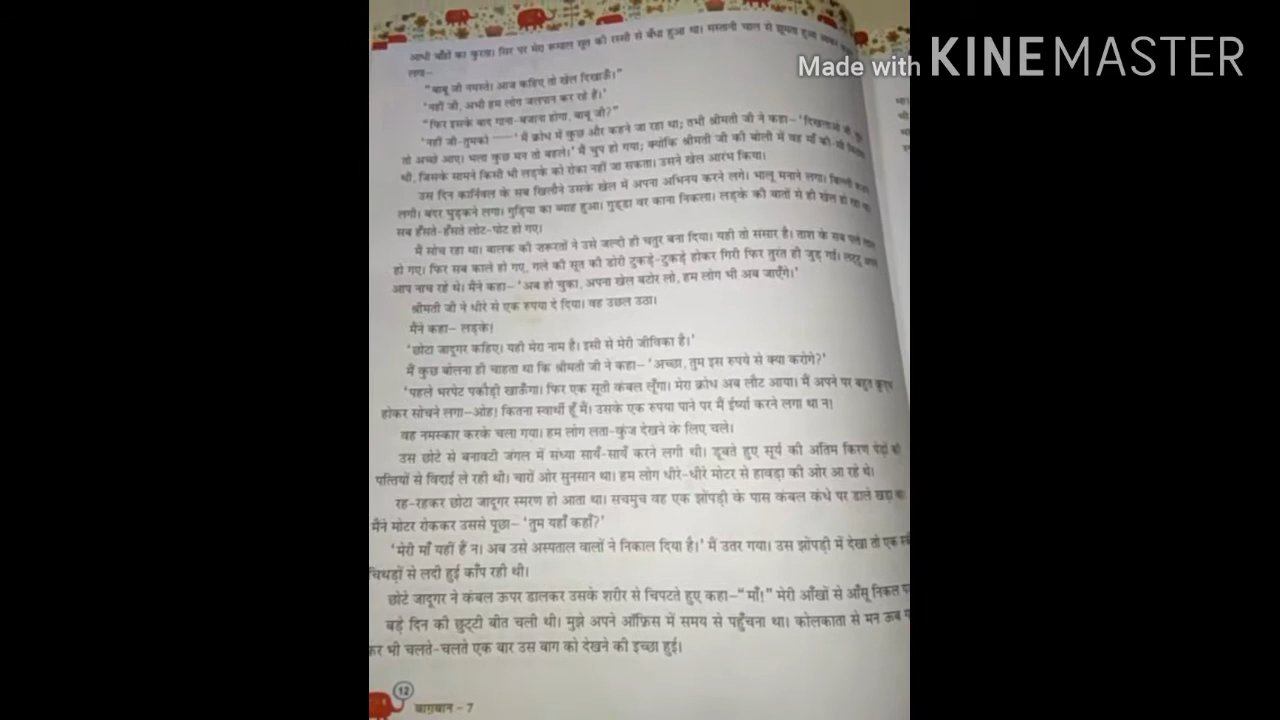 Made with KINEMASTER
आधी बाँहों का कुरता। सिर पर मेरा रूमाल सूत की रस्सी से बँधा हुआ था। मस्तानी चाल से झूमता हुआ आकर
लगा–
"बाबू जी नमस्ते। आज कहिए तो खेल दिखाऊँ।"
'नहीं जी, अभी हम लोग जलपान कर रहे हैं।'
"फिर इसके बाद गाना-बजाना होगा, बाबू जी?"
'नहीं जी-तुमको ......' मैं क्रोध में कुछ और कहने जा रहा था; तभी श्रीमती जी ने कहा– 'दिखलाओ जी, तुम
तो अच्छे आए। भला कुछ मन तो बहले।' मैं चुप हो गया; क्योंकि श्रीमती जी की बोली में वह माँ की-सी
थी, जिसके सामने किसी भी लड़के को रोका नहीं जा सकता। उसने खेल आरंभ किया।
उस दिन कार्निवल के सब खिलौने उसके खेल में अपना अभिनय करने लगे। भालू मनाने लगा। बिल्ली
लगी। बंदर घुड़कने लगा। गुड़िया का ब्याह हुआ। गुड्डा वर काना निकला। लड़के की बातों से ही खेल हो रहा था।
सब हँसते-हँसते लोट-पोट हो गए।
मैं सोच रहा था। बालक की ज़रूरतों ने उसे जल्दी ही चतुर बना दिया। यही तो संसार है। ताश के सब पत्ते लाल
हो गए। फिर सब काले हो गए, गले की सूत की डोरी टुकड़े-टुकड़े होकर गिरी फिर तुरंत ही जुड़ गई। लट्टू अपने
आप नाच रहे थे। मैंने कहा– 'अब हो चुका, अपना खेल बटोर लो, हम लोग भी अब जाएँगे।'
श्रीमती जी ने धीरे से एक रुपया दे दिया। वह उछल उठा।
मैंने कहा– लड़के!
'छोटा जादूगर कहिए। यही मेरा नाम है। इसी से मेरी जीविका है।'
मैं कुछ बोलना ही चाहता था कि श्रीमती जी ने कहा– 'अच्छा, तुम इस रुपये से क्या करोगे?'
'पहले भरपेट पकौड़ी खाऊँगा। फिर एक सूती कंबल लूँगा। मेरा क्रोध अब लौट आया। मैं अपने पर बहुत क्रुद्ध
होकर सोचने लगा–ओह! कितना स्वार्थी हूँ मैं। उसके एक रुपया पाने पर मैं ईर्ष्या करने लगा था न!
वह नमस्कार करके चला गया। हम लोग लता-कुंज देखने के लिए चले।
उस छोटे से बनावटी जंगल में संध्या सायँ-सायँ करने लगी थी। डूबते हुए सूर्य की अंतिम किरण पेड़ों की
पत्तियों से विदाई ले रही थी। चारों ओर सुनसान था। हम लोग धीरे-धीरे मोटर से हावड़ा की ओर आ रहे थे।
रह-रहकर छोटा जादूगर स्मरण हो आता था। सचमुच वह एक झोंपड़ी के पास कंबल कंधे पर डाले खड़ा था।
मैंने मोटर रोककर उससे पूछा– 'तुम यहाँ कहाँ?'
'मेरी माँ यहीं हैं न। अब उसे अस्पताल वालों ने निकाल दिया है।' मैं उतर गया। उस झोंपड़ी में देखा तो एक स्त्री
चिथड़ों से लदी हुई काँप रही थी।
छोटे जादूगर ने कंबल ऊपर डालकर उसके शरीर से चिपटते हुए कहा–"माँ!" मेरी आँखों से आँसू निकल
बड़े दिन की छुट्टी बीत चली थी। मुझे अपने ऑफ़िस में समय से पहुँचना था। कोलकाता से मन ऊब
कर भी चलते-चलते एक बार उस बाग को देखने की इच्छा हुई।
12
बाग़बान - 7